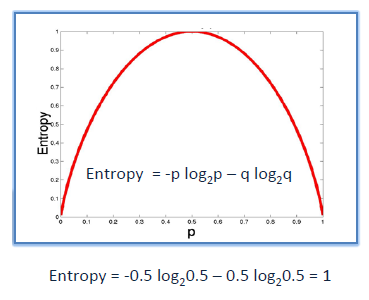 1
0.9
0.8
0.7
0.6
0.5
0.4
0.3
0.2
0.1
0
Entropy
Entropy = -p log₂p – q log₂q
0 0.1 0.2 0.3 0.4 0.5 0.6 0.7 0.8 0.9 1
p
Entropy = -0.5 log₂0.5 – 0.5 log₂0.5 = 1